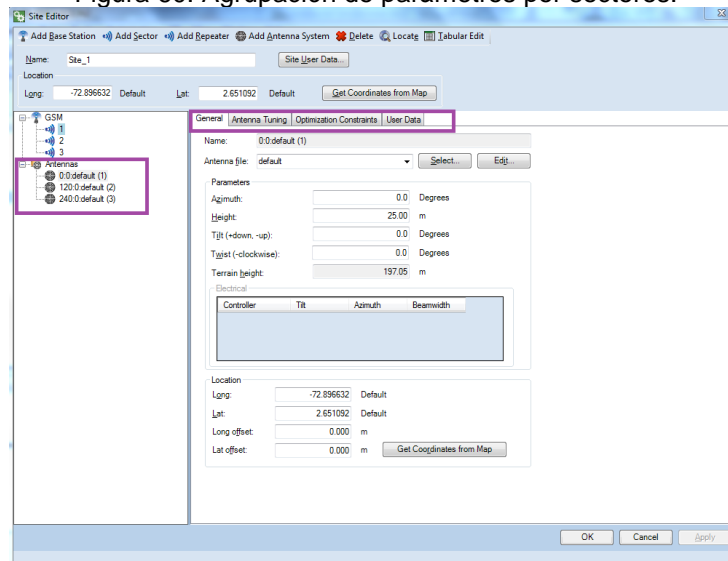 Figura 66. Agrupación de parámetros por sectores.
Site Editor
Add Base Station Add Sector Add Repeater Add Antenna System Delete Locate Tabular Edit
Name: Site_1 Site User Data...
Location
Long: -72.896632 Default Lat: 2.651092 Default Get Coordinates from Map
GSM
1
2
3
Antennas
0:0:default (1)
120:0:default (2)
240:0:default (3)
General Antenna Tuning Optimization Constraints User Data
Name: 0:0:default (1)
Antenna file: default Select... Edit...
Parameters
Azimuth: 0.0 Degrees
Height: 25.00 m
Tilt (+down, -up): 0.0 Degrees
Twist (-clockwise): 0.0 Degrees
Terrain height: 197.05 m
Electrical
Controller Tilt Azimuth Beamwidth
Location
Long: -72.896632 Default
Lat: 2.651092 Default
Long offset: 0.000 m
Lat offset: 0.000 m Get Coordinates from Map
OK Cancel Apply